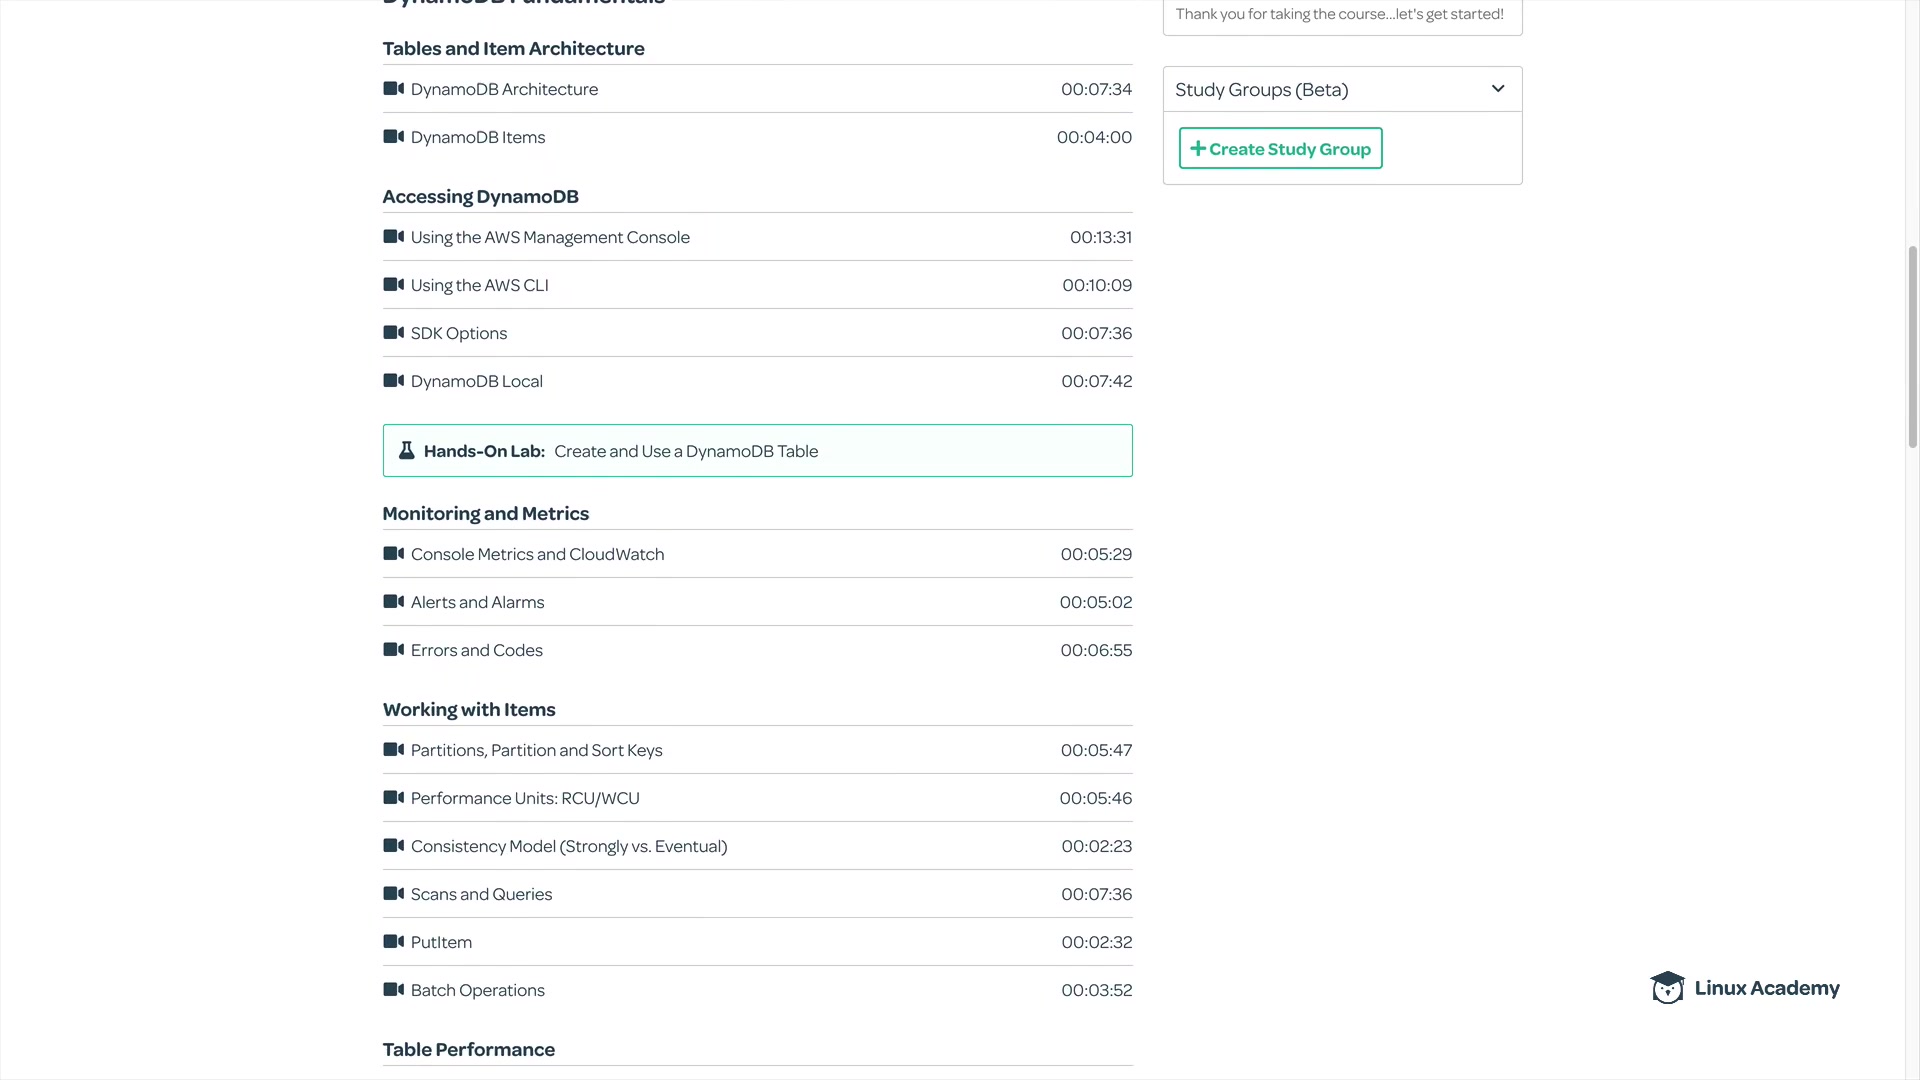 DynamoDB Fundamentals
Tables and Item Architecture
DynamoDB Architecture 00:07:34
DynamoDB Items 00:04:00
Accessing DynamoDB
Using the AWS Management Console 00:13:31
Using the AWS CLI 00:10:09
SDK Options 00:07:36
DynamoDB Local 00:07:42
Hands-On Lab: Create and Use a DynamoDB Table
Monitoring and Metrics
Console Metrics and CloudWatch 00:05:29
Alerts and Alarms 00:05:02
Errors and Codes 00:06:55
Working with Items
Partitions, Partition and Sort Keys 00:05:47
Performance Units: RCU/WCU 00:05:46
Consistency Model (Strongly vs. Eventual) 00:02:23
Scans and Queries 00:07:36
PutItem 00:02:32
Batch Operations 00:03:52
Table Performance
Thank you for taking the course...let's get started!
Study Groups (Beta)
Create Study Group
Linux Academy